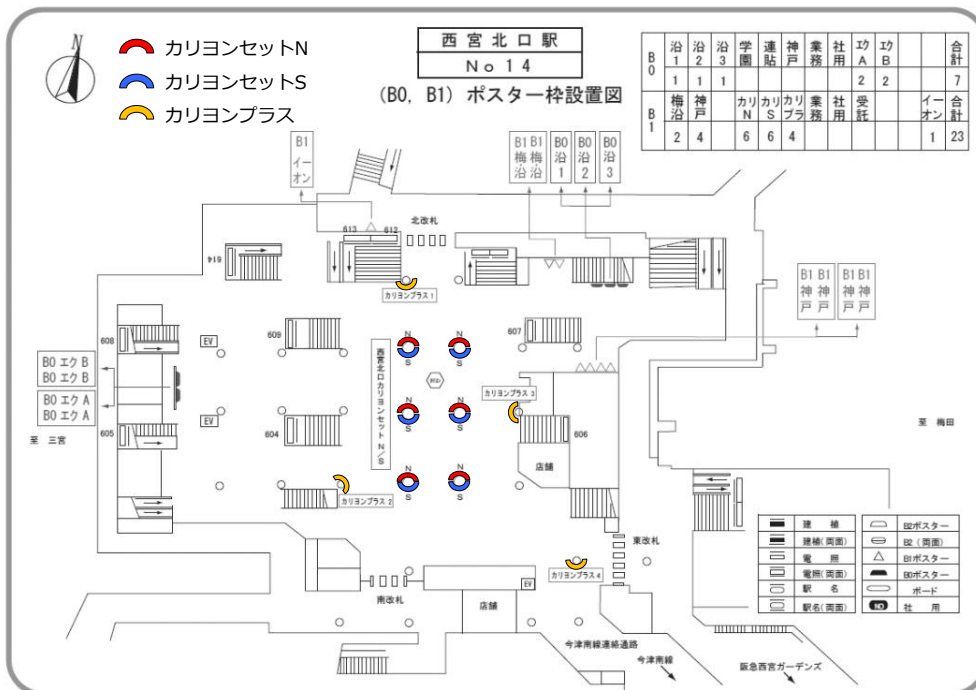 N
カリヨンセットN
カリヨンセットS
カリヨンプラス
西宮北口駅
No14
(B0, B1) ポスター枠設置図
B0 沿1 沿2 沿3 学園 連貼 神戸 業務 社用 エクA エクB 合計
1 1 1 2 2 7
B1 梅沿 神戸 カリN カリS カリプラ 業務 社用 受託 イーオン 合計
2 4 6 6 4 1 23
B1 イーオン
B1 梅沿
B1 梅沿
B0 沿1
B0 沿2
B0 沿3
613 612
北改札
614
カリヨンプラス 1
B1 神戸
B1 神戸
B1 神戸
B1 神戸
608
EV
609
607
西宮北口カリヨンセットN/S
N
S
N
S
B0 エク B
B0 エク B
B0 エク A
B0 エク A
カリヨンプラス 3
N
S
N
S
605
EV
604
606
至 三宮
至 梅田
店舗
N
S
N
S
カリヨンプラス 2
東改札
カリヨンプラス 4
EV
南改札
店舗
今津南線連絡通路
今津南線
阪急西宮ガーデンズ
建植
B2ポスター
建植(両面)
B2 (両面)
電照
B1ポスター
電照(両面)
B0ポスター
駅名
ボード
駅名(両面)
NO
社用